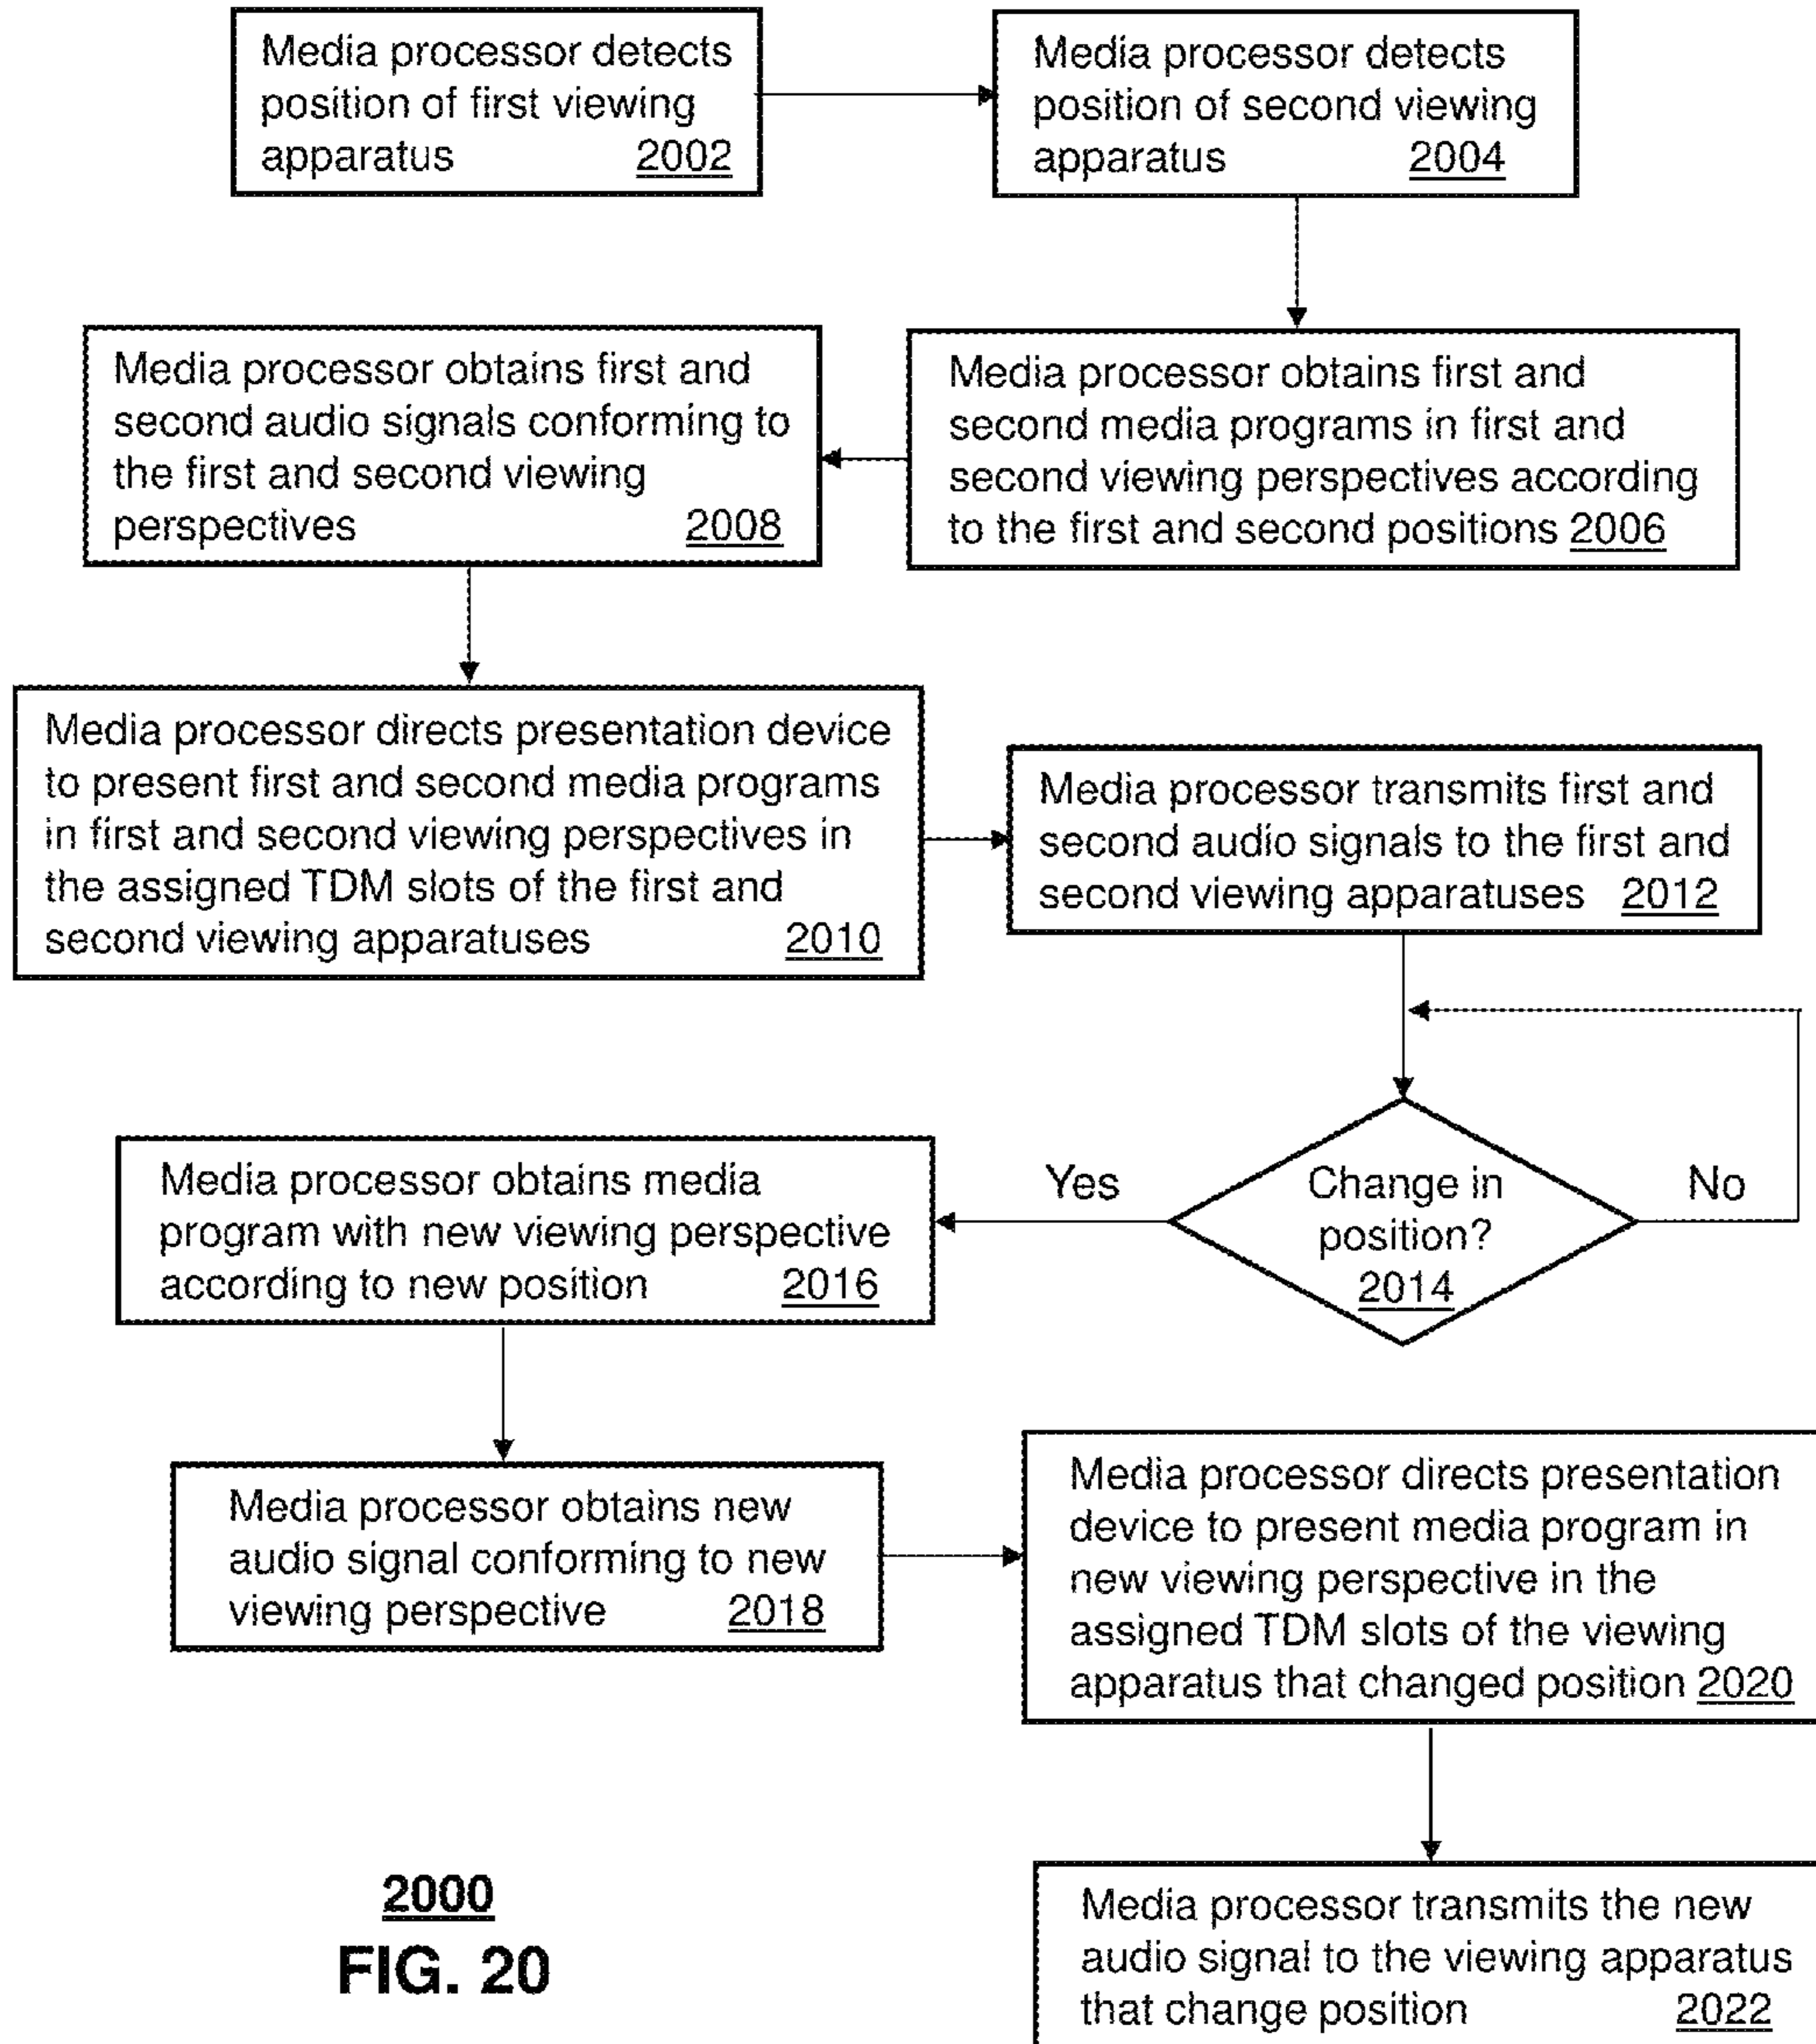 Media processor detects
position of first viewing
apparatus 2002
Media processor detects
position of second viewing
apparatus 2004
Media processor obtains first and
second media programs in first and
second viewing perspectives according
to the first and second positions 2006
Media processor obtains first and
second audio signals conforming to
the first and second viewing
perspectives 2008
Media processor directs presentation device
to present first and second media programs
in first and second viewing perspectives in
the assigned TDM slots of the first and
second viewing apparatuses 2010
Media processor transmits first and
second audio signals to the first and
second viewing apparatuses 2012
Change in
position?
2014
No
Yes
Media processor obtains media
program with new viewing perspective
according to new position 2016
Media processor obtains new
audio signal conforming to new
viewing perspective 2018
Media processor directs presentation
device to present media program in
new viewing perspective in the
assigned TDM slots of the viewing
apparatus that changed position 2020
Media processor transmits the new
audio signal to the viewing apparatus
that change position 2022
2000
FIG. 20